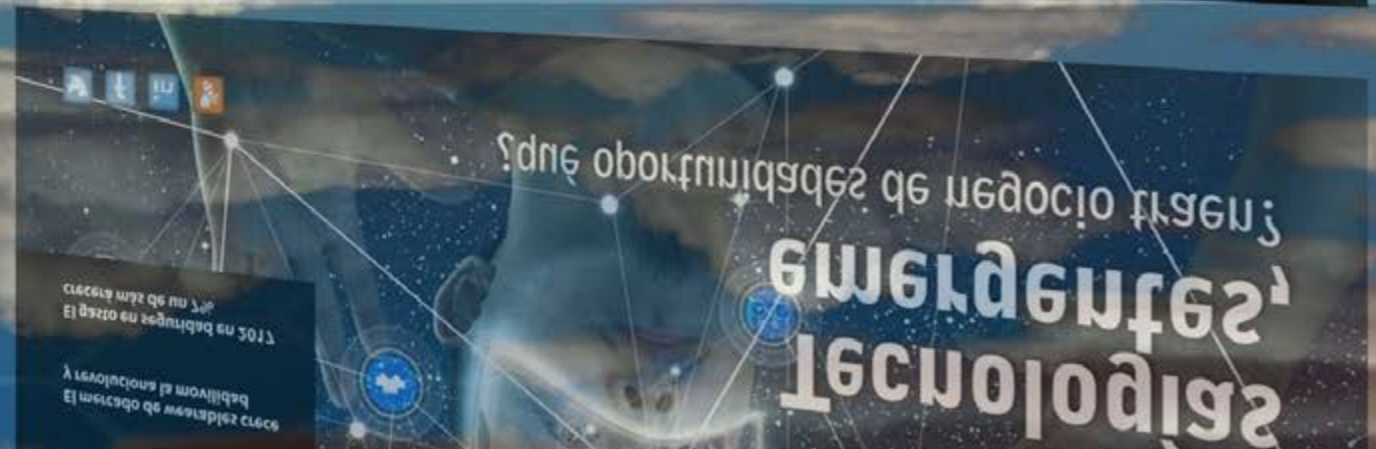 Tecnologías
emergentes,
¿qué oportunidades de negocio traen?
El mercado de wearables crece
y revoluciona la movilidad
El gasto en seguridad en 2017
crecerá más de un 7%
in